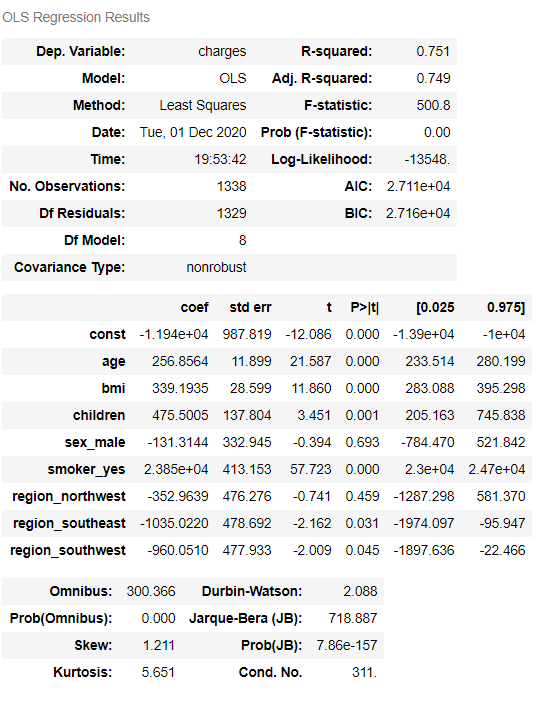 OLS Regression Results
Dep. Variable: charges R-squared: 0.751
Model: OLS Adj. R-squared: 0.749
Method: Least Squares F-statistic: 500.8
Date: Tue, 01 Dec 2020 Prob (F-statistic): 0.00
Time: 19:53:42 Log-Likelihood: -13548.
No. Observations: 1338 AIC: 2.711e+04
Df Residuals: 1329 BIC: 2.716e+04
Df Model: 8
Covariance Type: nonrobust
coef std err t P>|t| [0.025 0.975]
const -1.194e+04 987.819 -12.086 0.000 -1.39e+04 -1e+04
age 256.8564 11.899 21.587 0.000 233.514 280.199
bmi 339.1935 28.599 11.860 0.000 283.088 395.298
children 475.5005 137.804 3.451 0.001 205.163 745.838
sex_male -131.3144 332.945 -0.394 0.693 -784.470 521.842
smoker_yes 2.385e+04 413.153 57.723 0.000 2.3e+04 2.47e+04
region_northwest -352.9639 476.276 -0.741 0.459 -1287.298 581.370
region_southeast -1035.0220 478.692 -2.162 0.031 -1974.097 -95.947
region_southwest -960.0510 477.933 -2.009 0.045 -1897.636 -22.466
Omnibus: 300.366 Durbin-Watson: 2.088
Prob(Omnibus): 0.000 Jarque-Bera (JB): 718.887
Skew: 1.211 Prob(JB): 7.86e-157
Kurtosis: 5.651 Cond. No. 311.